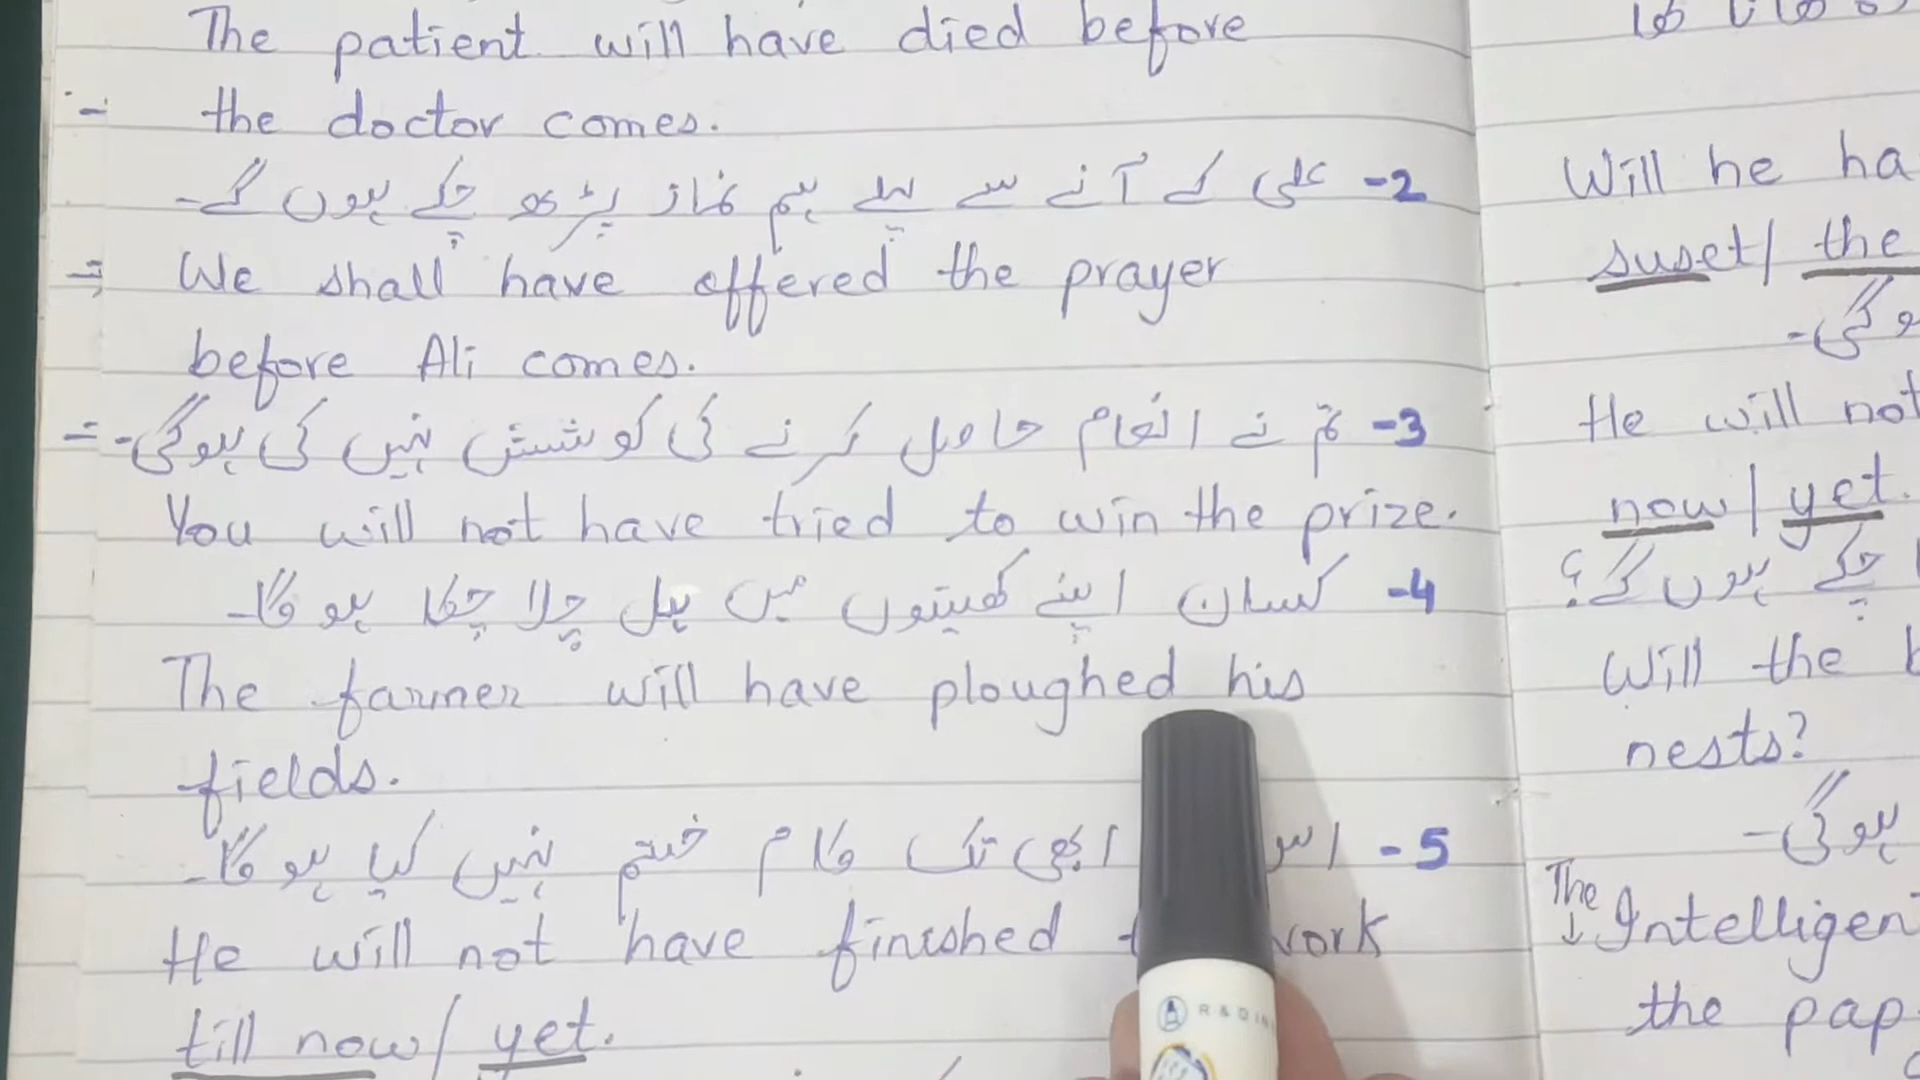 The patient will have died before
the doctor comes.
2- علی کے آنے سے پہلے ہم نماز پڑھ چکے ہوں گے۔
We shall have offered the prayer
before Ali comes.
3- تم نے انعام حاصل کرنے کی کوشش نہیں کی ہوگی۔
You will not have tried to win the prize.
4- کسان اپنے کھیتوں میں ہل چلا چکا ہوگا۔
The farmer will have ploughed his
fields.
5- اس ابھی تک کام ختم نہیں کیا ہوگا۔
He will not have finished work
till now/ yet.
Will he ha
suset/ the
ہوگی۔
He will not
now/ yet.
چکے ہوں گے؟
Will the b
nests?
ہوگی۔
The
Intelligen
the pap